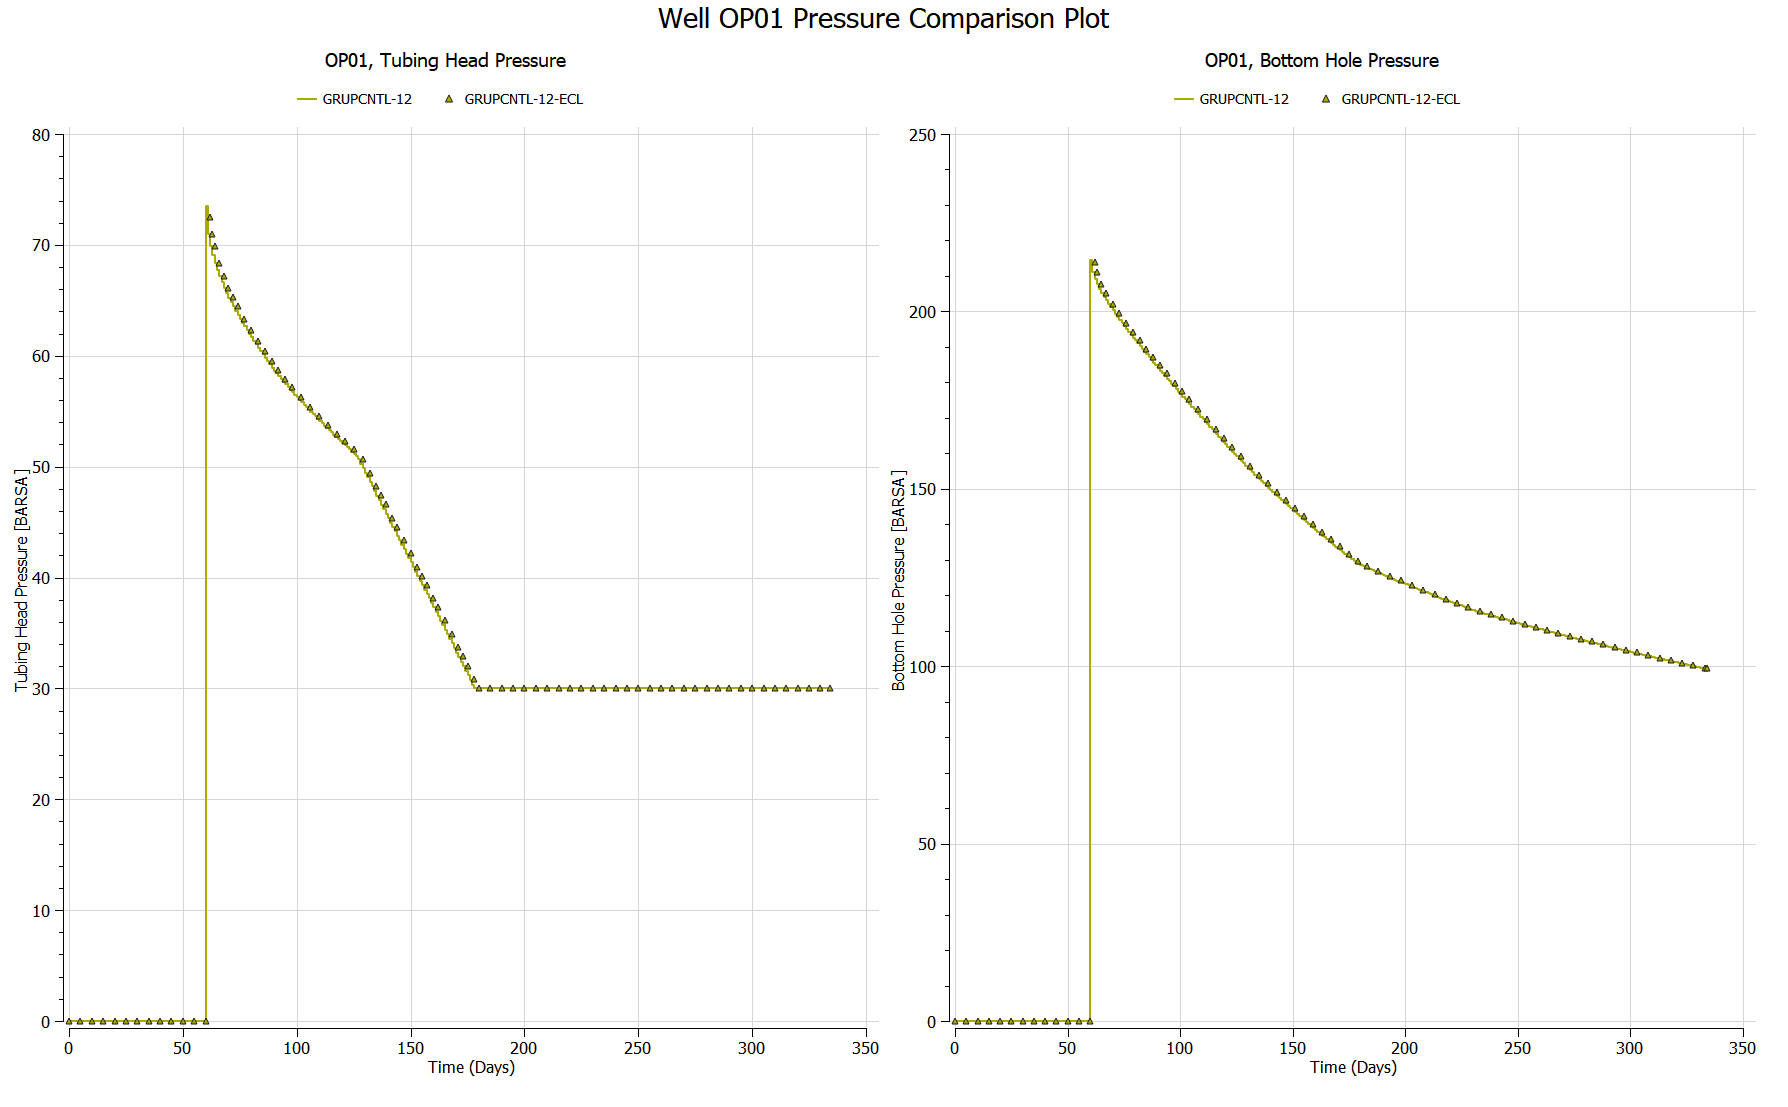 Well OP01 Pressure Comparison Plot
OP01, Tubing Head Pressure
GRUPCNTL-12 GRUPCNTL-12-ECL
80
70
60
50
40
30
20
10
0
Tubing Head Pressure [BARSA]
0 50 100 150 200 250 300 350
Time (Days)
OP01, Bottom Hole Pressure
GRUPCNTL-12 GRUPCNTL-12-ECL
250
200
150
100
50
0
Bottom Hole Pressure [BARSA]
0 50 100 150 200 250 300 350
Time (Days)